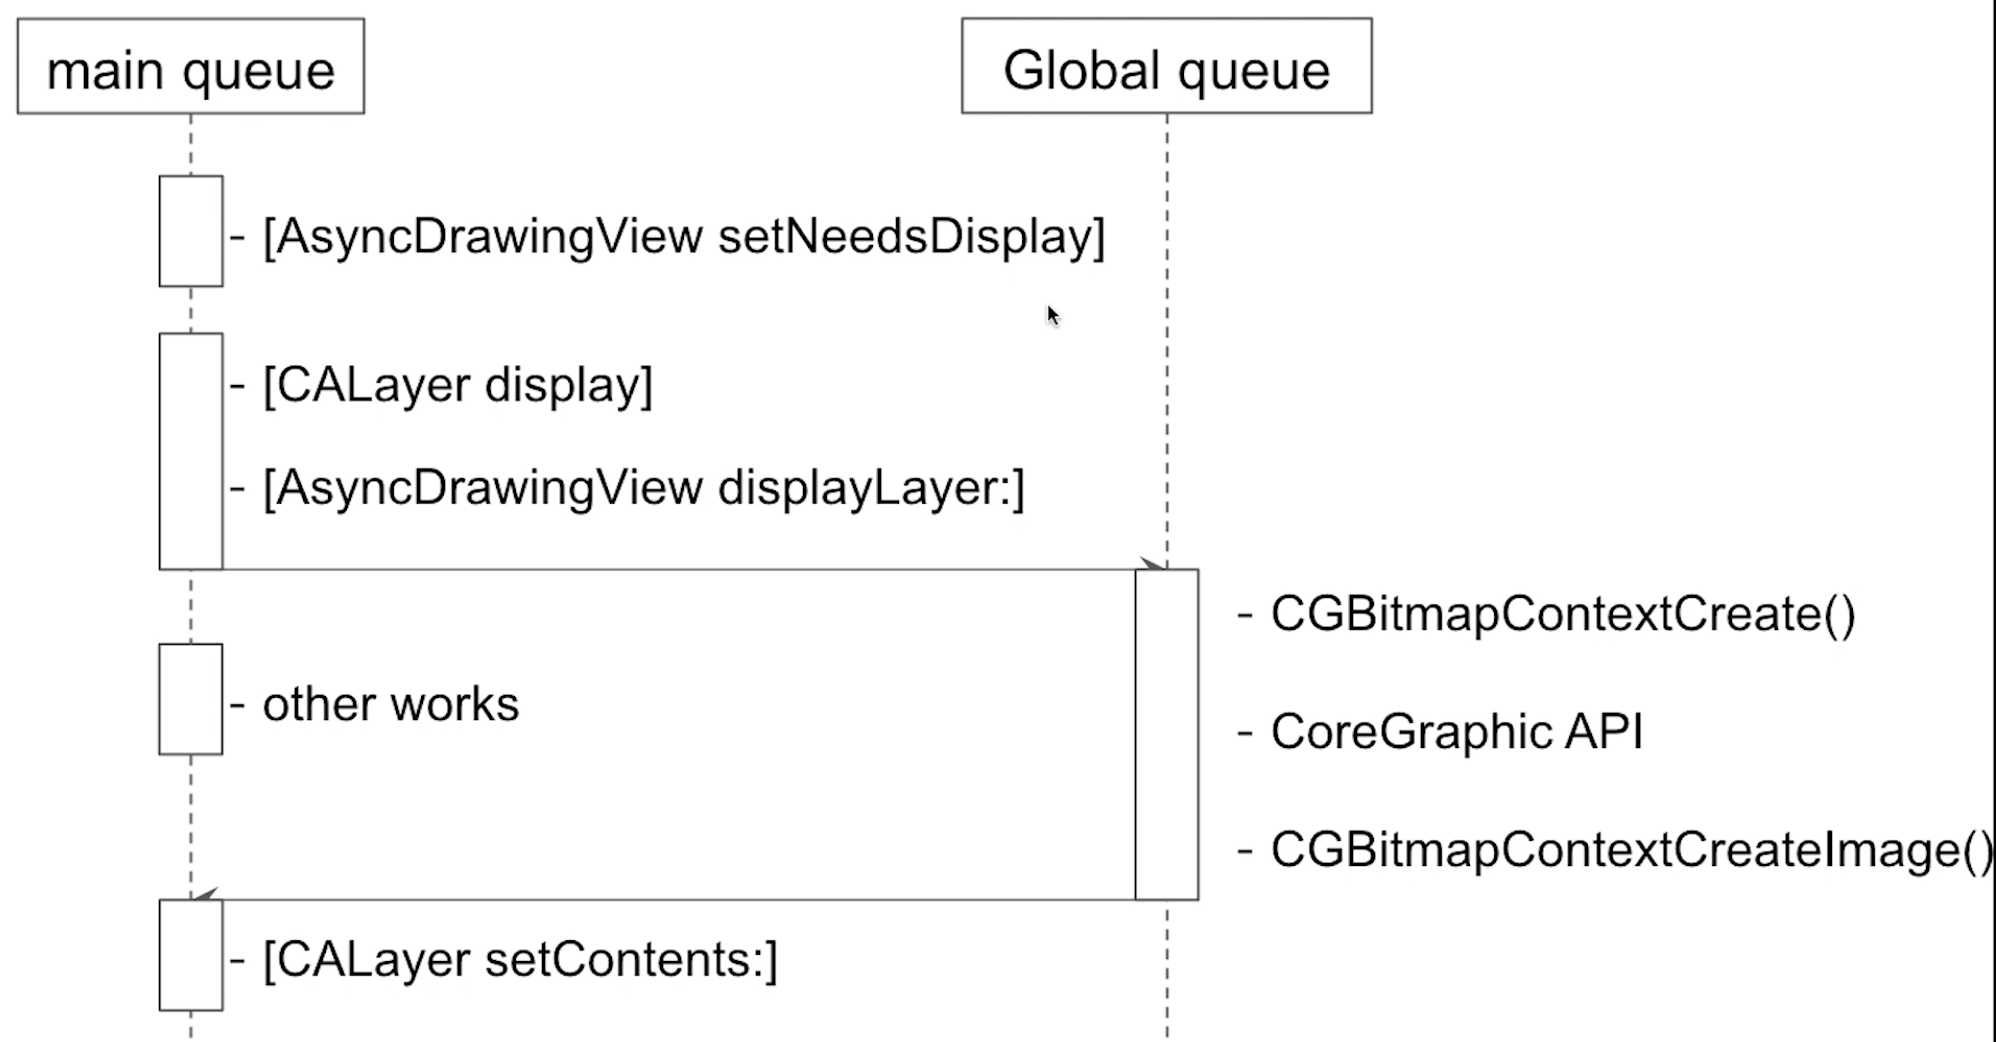 main queue
Global queue
- [AsyncDrawingView setNeedsDisplay]
- [CALayer display]
- [AsyncDrawingView displayLayer:]
- CGBitmapContextCreate()
- other works
- CoreGraphic API
- CGBitmapContextCreateImage()
- [CALayer setContents:]